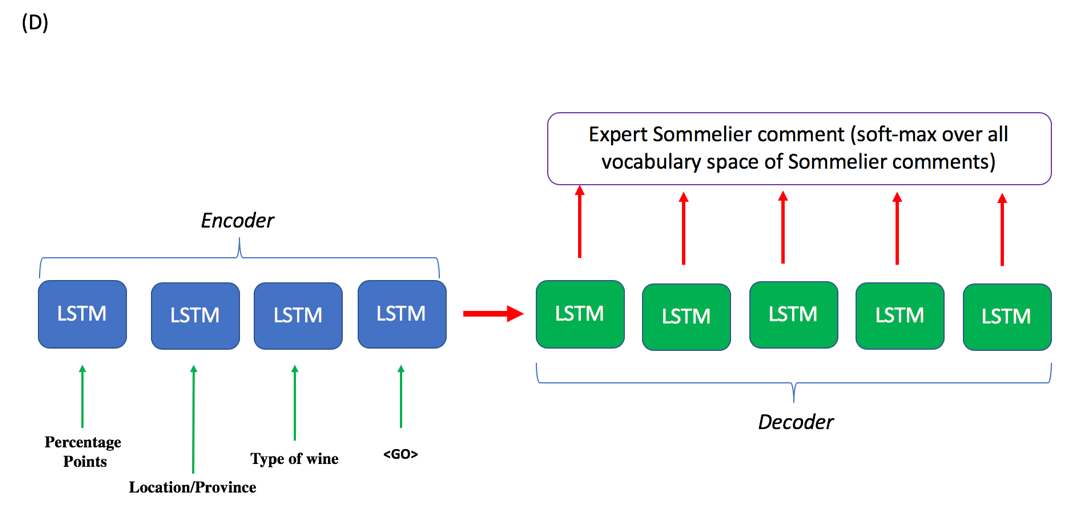 (D)
Expert Sommelier comment (soft-max over all
vocabulary space of Sommelier comments)
Encoder
LSTM
LSTM
LSTM
LSTM
LSTM
LSTM
LSTM
LSTM
LSTM
Decoder
Percentage
Points
Location/Province
Type of wine
<GO>